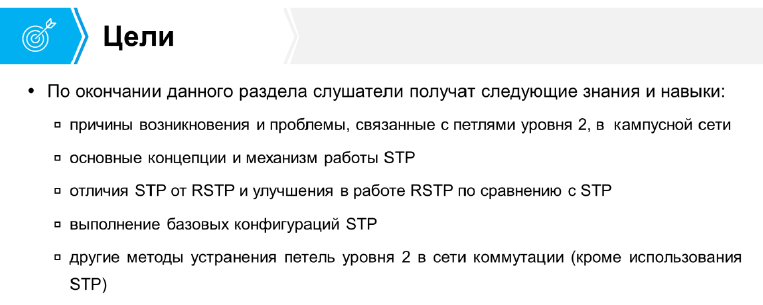 Цели
• По окончании данного раздела слушатели получат следующие знания и навыки:
▫ причины возникновения и проблемы, связанные с петлями уровня 2, в кампусной сети
▫ основные концепции и механизм работы STP
▫ отличия STP от RSTP и улучшения в работе RSTP по сравнению с STP
▫ выполнение базовых конфигураций STP
▫ другие методы устранения петель уровня 2 в сети коммутации (кроме использования
STP)